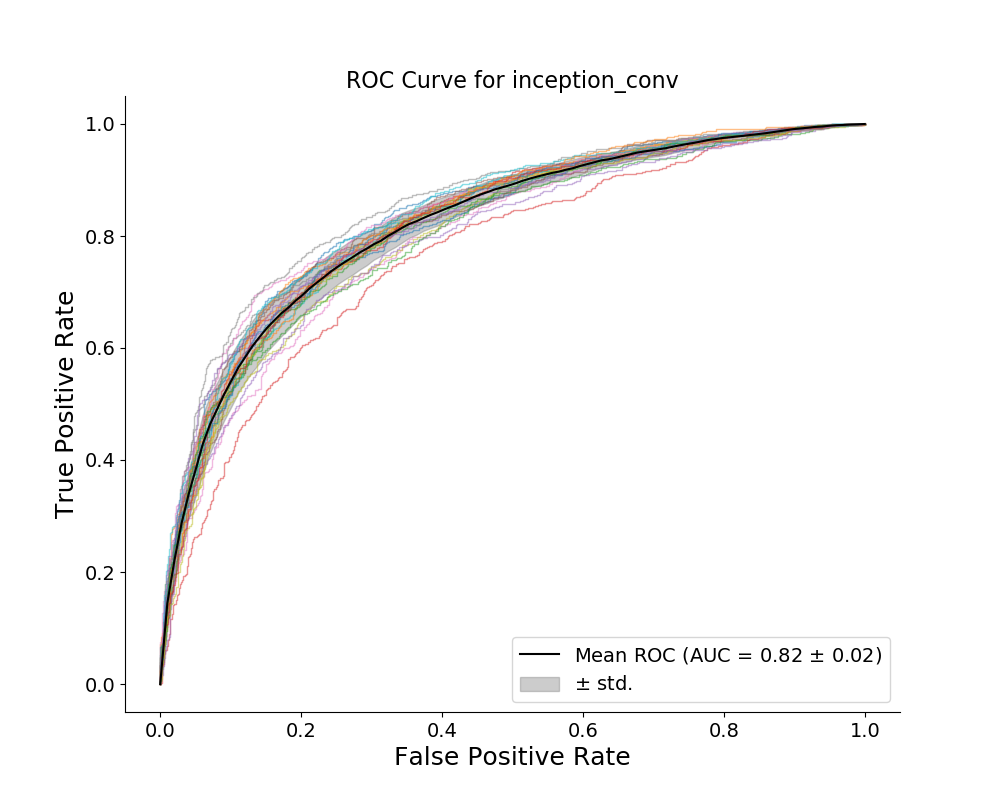 ROC Curve for inception_conv
True Positive Rate
1.0
0.8
0.6
0.4
0.2
0.0
Mean ROC (AUC = 0.82 ± 0.02)
± std.
0.0 0.2 0.4 0.6 0.8 1.0
False Positive Rate